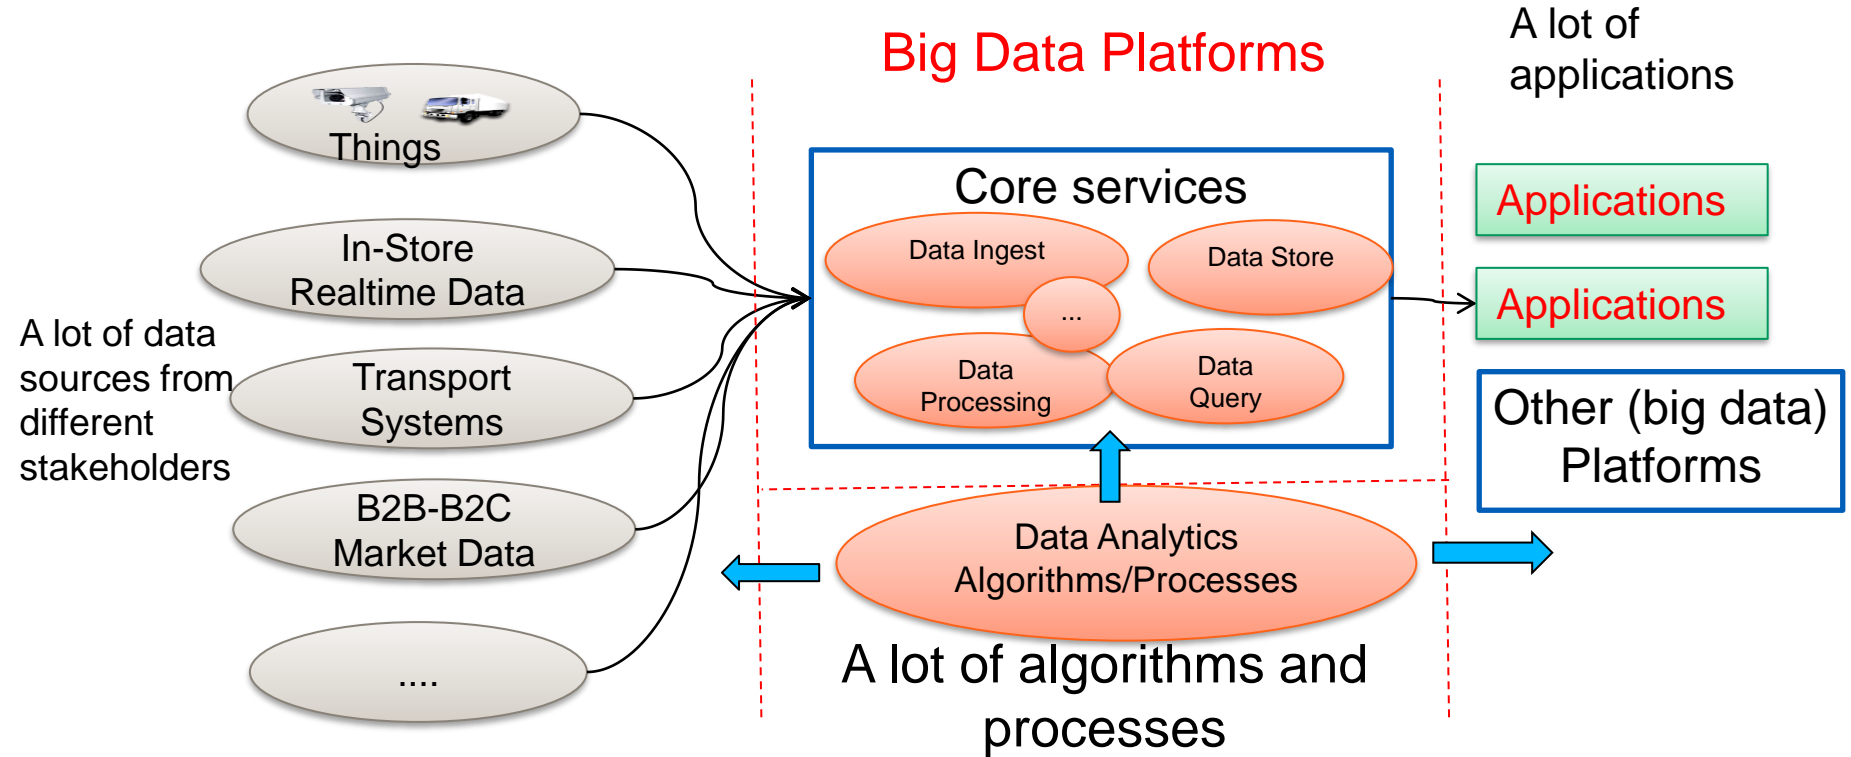 Big Data Platforms
A lot of
applications
Things
In-Store
Realtime Data
A lot of data
sources from
different
stakeholders
Transport
Systems
B2B-B2C
Market Data
....
Core services
Data Ingest
Data Store
...
Data
Processing
Data
Query
Data Analytics
Algorithms/Processes
A lot of algorithms and
processes
Applications
Applications
Other (big data)
Platforms